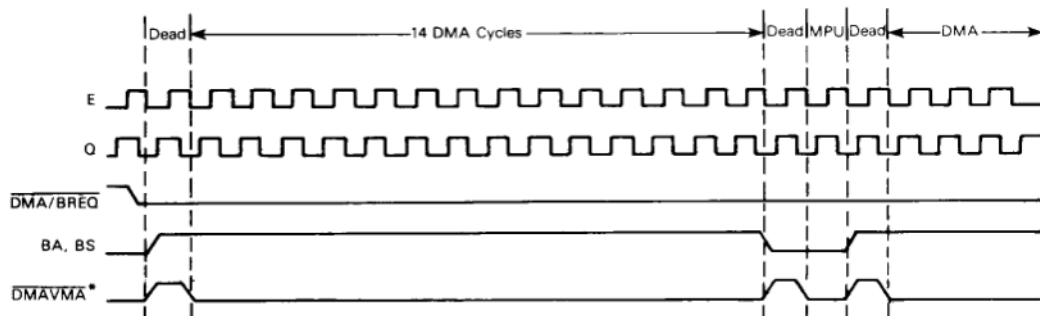 Dead 14 DMA Cycles Dead MPU Dead DMA
E
Q
DMA/BREQ
BA, BS
DMAVMA*